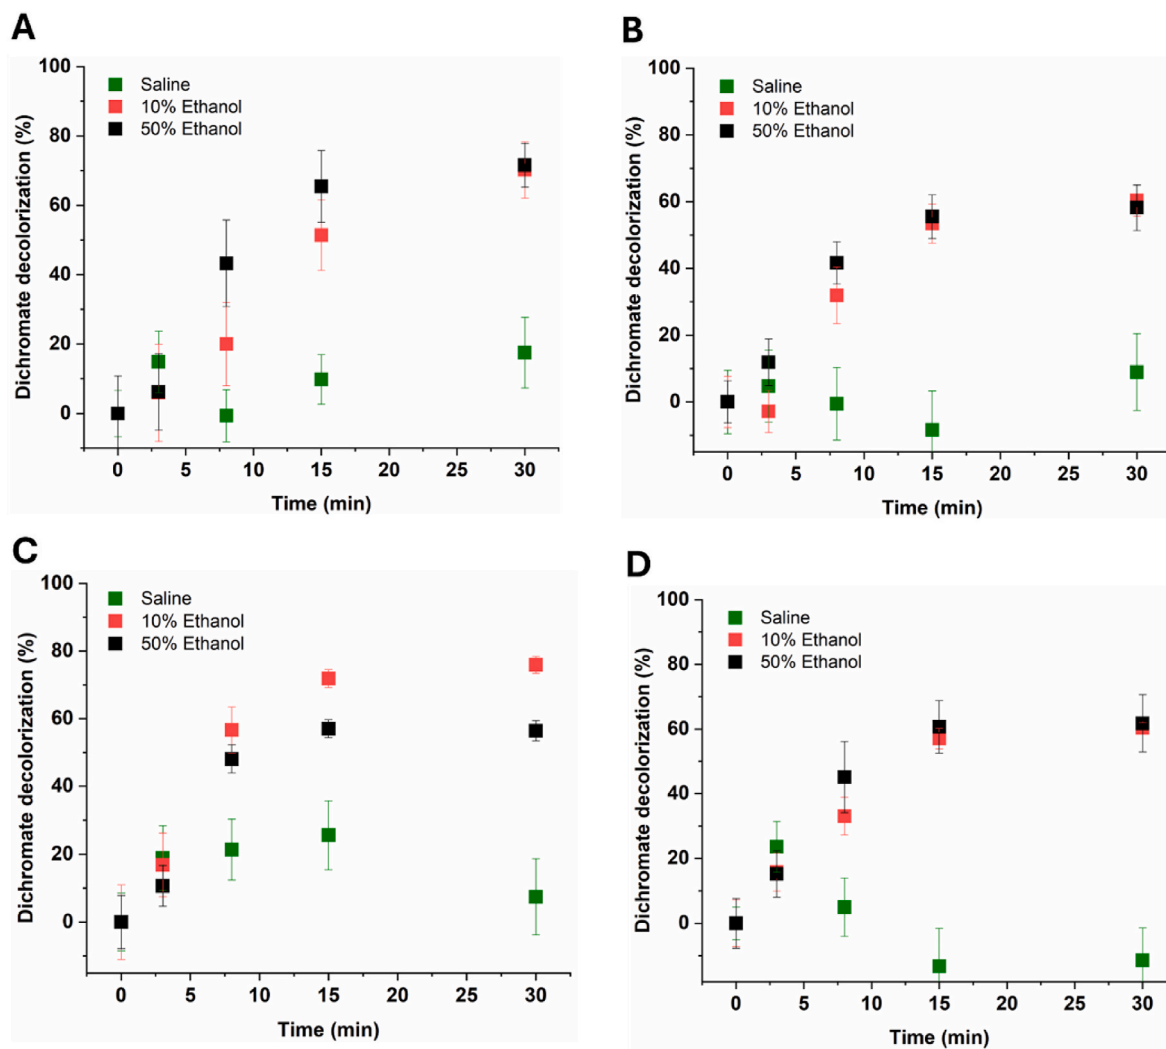 A
Dichromate decolorization (%)
100
80
60
40
20
0
Saline
10% Ethanol
50% Ethanol
0 5 10 15 20 25 30
Time (min)
B
Dichromate decolorization (%)
100
80
60
40
20
0
Saline
10% Ethanol
50% Ethanol
0 5 10 15 20 25 30
Time (min)
C
Dichromate decolorization (%)
100
80
60
40
20
0
Saline
10% Ethanol
50% Ethanol
0 5 10 15 20 25 30
Time (min)
D
Dichromate decolorization (%)
100
80
60
40
20
0
Saline
10% Ethanol
50% Ethanol
0 5 10 15 20 25 30
Time (min)